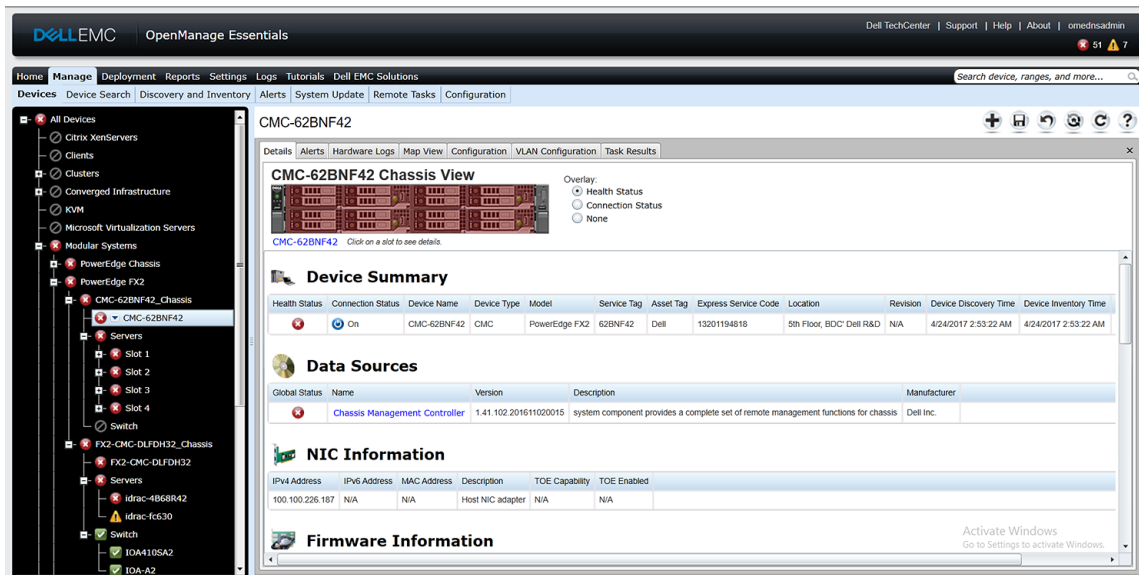 DELLEMC OpenManage Essentials
Dell TechCenter | Support | Help | About | omednsadmin
51 7
Home Manage Deployment Reports Settings Logs Tutorials Dell EMC Solutions
Search device, ranges, and more...
Devices Device Search Discovery and Inventory Alerts System Update Remote Tasks Configuration
All Devices
Citrix XenServers
Clients
Clusters
Converged Infrastructure
KVM
Microsoft Virtualization Servers
Modular Systems
PowerEdge Chassis
PowerEdge FX2
CMC-62BNF42_Chassis
CMC-62BNF42
Servers
Slot 1
Slot 2
Slot 3
Slot 4
Switch
FX2-CMC-DLFDH32_Chassis
FX2-CMC-DLFDH32
Servers
idrac-4B68R42
idrac-fc630
Switch
IOA410SA2
IOA-A2
CMC-62BNF42
Details Alerts Hardware Logs Map View Configuration VLAN Configuration Task Results
CMC-62BNF42 Chassis View
Overlay:
Health Status
Connection Status
None
CMC-62BNF42 Click on a slot to see details.
Device Summary
Health Status Connection Status Device Name Device Type Model Service Tag Asset Tag Express Service Code Location Revision Device Discovery Time Device Inventory Time
On CMC-62BNF42 CMC PowerEdge FX2 62BNF42 Dell 13201194818 5th Floor, BDC' Dell R&D N/A 4/24/2017 2:53:22 AM 4/24/2017 2:53:22 AM
Data Sources
Global Status Name Version Description Manufacturer
Chassis Management Controller 1.41.102.201611020015 system component provides a complete set of remote management functions for chassis Dell Inc.
NIC Information
IPv4 Address IPv6 Address MAC Address Description TOE Capability TOE Enabled
100.100.226.187 N/A N/A Host NIC adapter N/A N/A
Firmware Information
Activate Windows
Go to Settings to activate Windows.